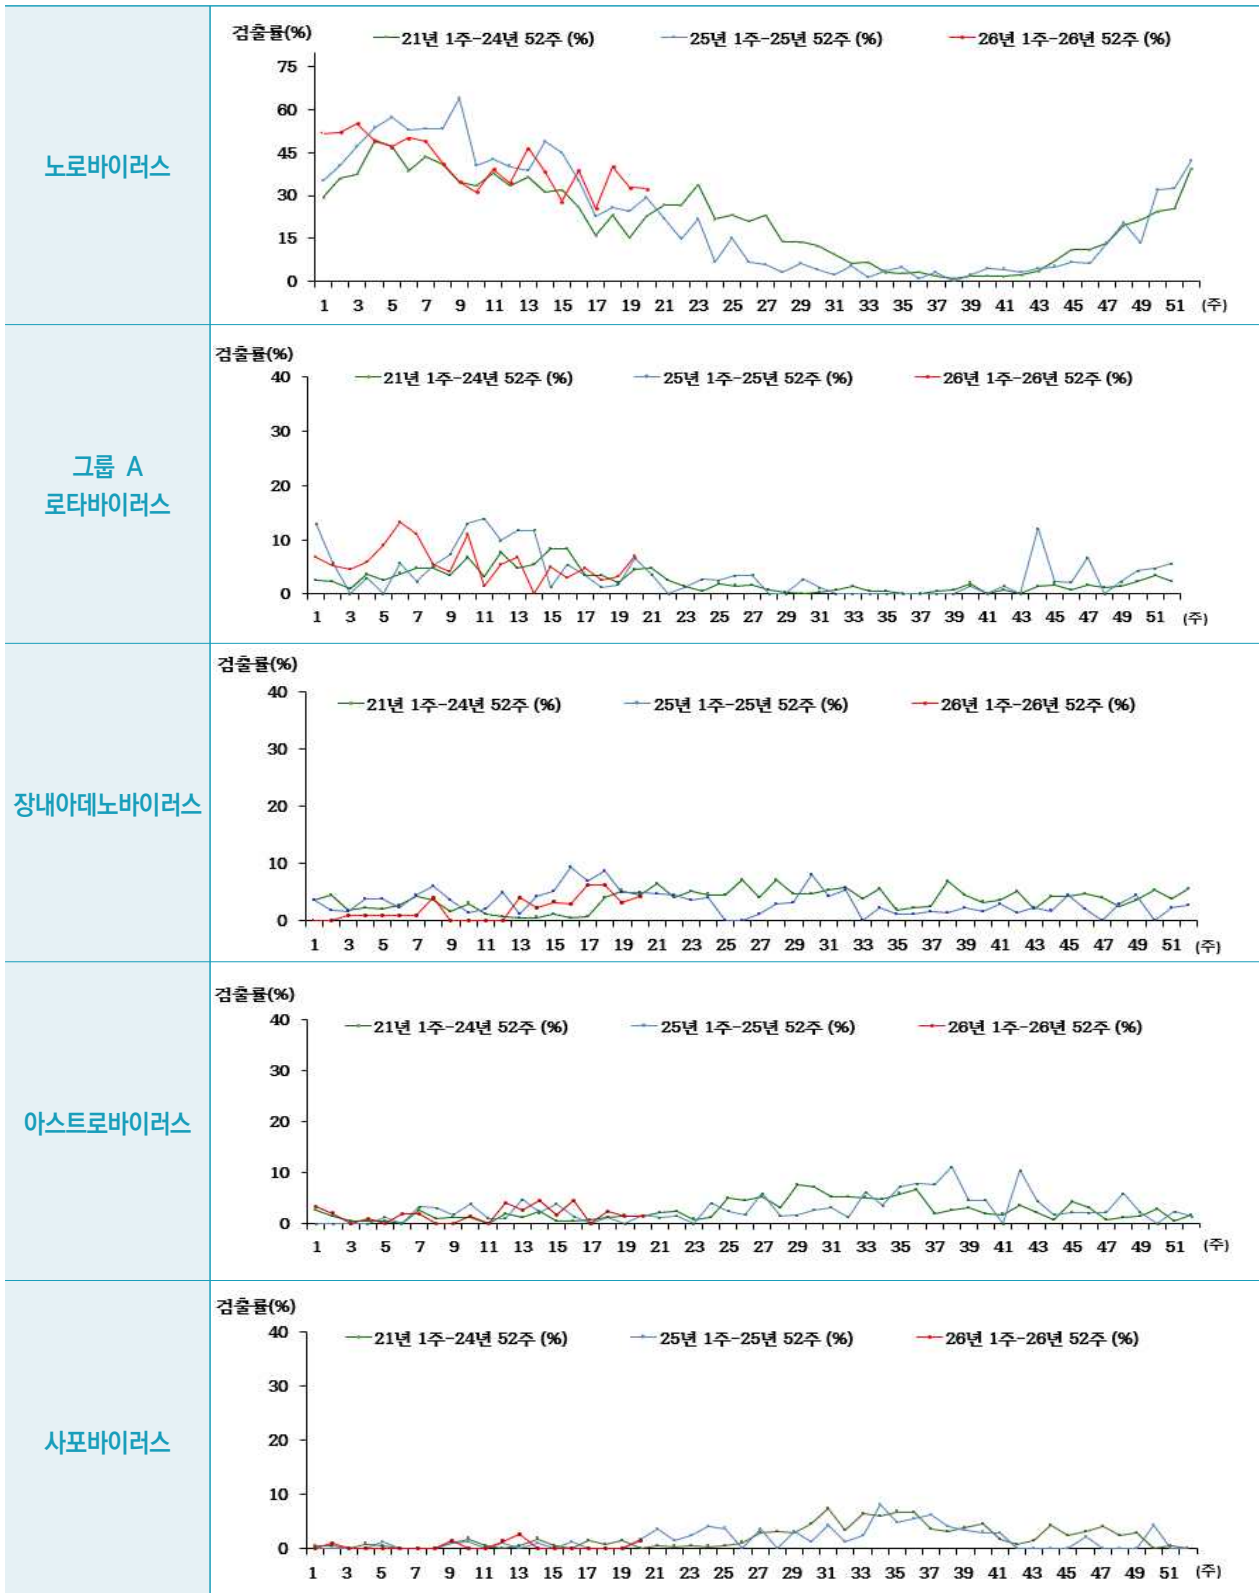 노로바이러스
검출률(%)
21년 1주-24년 52주 (%) 25년 1주-25년 52주 (%) 26년 1주-26년 52주 (%)
75
60
45
30
15
0
1 3 5 7 9 11 13 15 17 19 21 23 25 27 29 31 33 35 37 39 41 43 45 47 49 51 (주)
그룹 A
로타바이러스
검출률(%)
21년 1주-24년 52주 (%) 25년 1주-25년 52주 (%) 26년 1주-26년 52주 (%)
40
30
20
10
0
1 3 5 7 9 11 13 15 17 19 21 23 25 27 29 31 33 35 37 39 41 43 45 47 49 51 (주)
장내아데노바이러스
검출률(%)
21년 1주-24년 52주 (%) 25년 1주-25년 52주 (%) 26년 1주-26년 52주 (%)
40
30
20
10
0
1 3 5 7 9 11 13 15 17 19 21 23 25 27 29 31 33 35 37 39 41 43 45 47 49 51 (주)
아스트로바이러스
검출률(%)
21년 1주-24년 52주 (%) 25년 1주-25년 52주 (%) 26년 1주-26년 52주 (%)
40
30
20
10
0
1 3 5 7 9 11 13 15 17 19 21 23 25 27 29 31 33 35 37 39 41 43 45 47 49 51 (주)
사포바이러스
검출률(%)
21년 1주-24년 52주 (%) 25년 1주-25년 52주 (%) 26년 1주-26년 52주 (%)
40
30
20
10
0
1 3 5 7 9 11 13 15 17 19 21 23 25 27 29 31 33 35 37 39 41 43 45 47 49 51 (주)